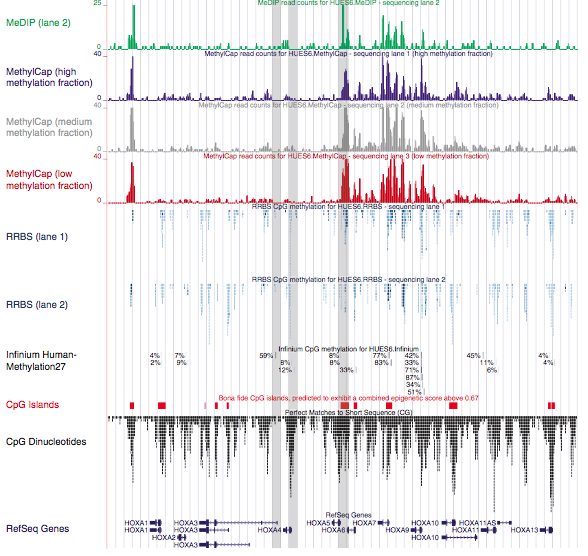 MeDIP read counts for HUES6.MeDIP - sequencing lane 2
25
MeDIP (lane 2)
0
MethylCap read counts for HUES6.MethylCap - sequencing lane 1 (high methylation fraction)
40
MethylCap (high
methylation fraction)
0
MethylCap read counts for HUES6.MethylCap - sequencing lane 2 (medium methylation fraction)
40
MethylCap (medium
methylation fraction)
0
MethylCap read counts for HUES6.MethylCap - sequencing lane 3 (low methylation fraction)
40
MethylCap (low
methylation fraction)
0
RRBS CpG methylation for HUES6.RRBS - sequencing lane 1
RRBS (lane 1)
RRBS CpG methylation for HUES6.RRBS - sequencing lane 2
RRBS (lane 2)
Infinium CpG methylation for HUES6.Infinium
Infinium Human-
Methylation27
4% 7% 59% 8% 77% 42% 45% 4%
2% 9% 8% 8% 83% 33% 11% 4%
12% 33% 71% 6%
87%
34%
51%
Bona fide CpG islands, predicted to exhibit a combined epigenetic score above 0.67
CpG Islands
Perfect Matches to Short Sequence (CG)
CpG Dinucleotides
RefSeq Genes
RefSeq Genes
HOXA1 HOXA3 HOXA5 HOXA7 HOXA10 HOXA11AS
HOXA1 HOXA3 HOXA4 HOXA6 HOXA9 HOXA11 HOXA13
HOXA2 HOXA10
HOXA3